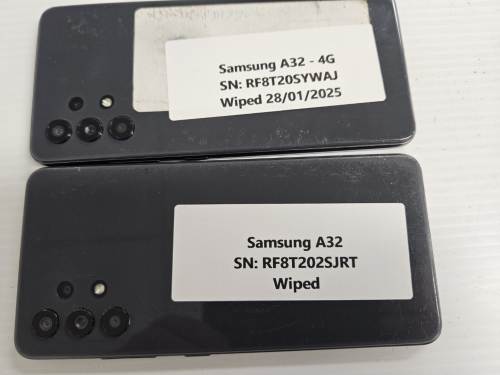 Samsung A32 - 4G
SN: RF8T20SYWAJ
Wiped 28/01/2025
Samsung A32
SN: RF8T202SJRT
Wiped